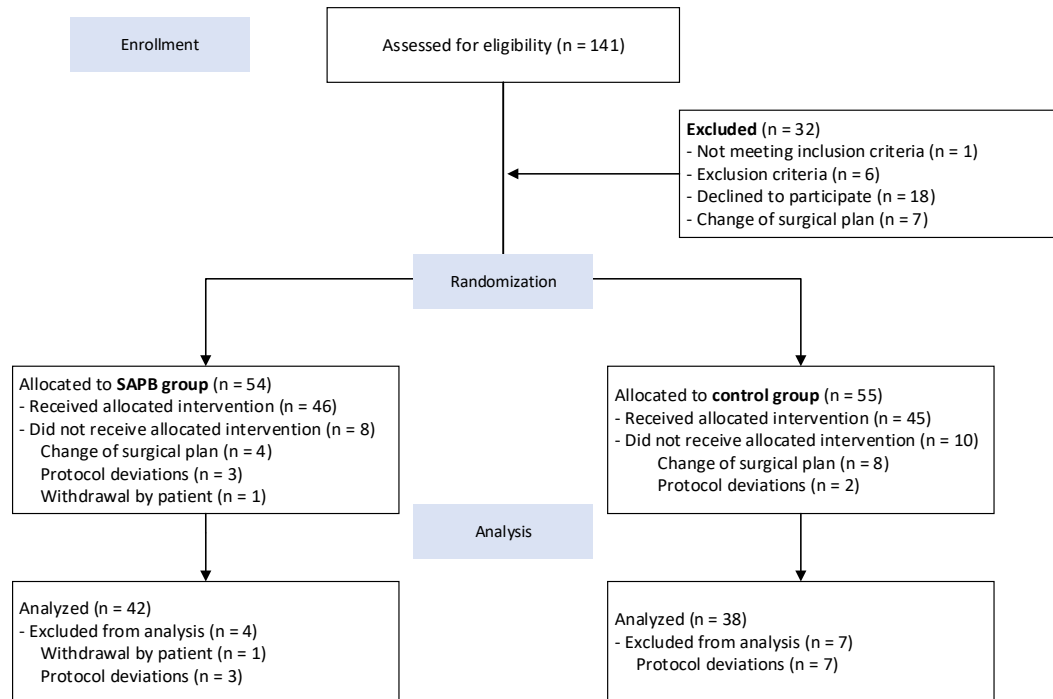 Enrollment
Assessed for eligibility (n = 141)
Excluded (n = 32)
- Not meeting inclusion criteria (n = 1)
- Exclusion criteria (n = 6)
- Declined to participate (n = 18)
- Change of surgical plan (n = 7)
Randomization
Allocated to SAPB group (n = 54)
- Received allocated intervention (n = 46)
- Did not receive allocated intervention (n = 8)
Change of surgical plan (n = 4)
Protocol deviations (n = 3)
Withdrawal by patient (n = 1)
Allocated to control group (n = 55)
- Received allocated intervention (n = 45)
- Did not receive allocated intervention (n = 10)
Change of surgical plan (n = 8)
Protocol deviations (n = 2)
Analysis
Analyzed (n = 42)
- Excluded from analysis (n = 4)
Withdrawal by patient (n = 1)
Protocol deviations (n = 3)
Analyzed (n = 38)
- Excluded from analysis (n = 7)
Protocol deviations (n = 7)